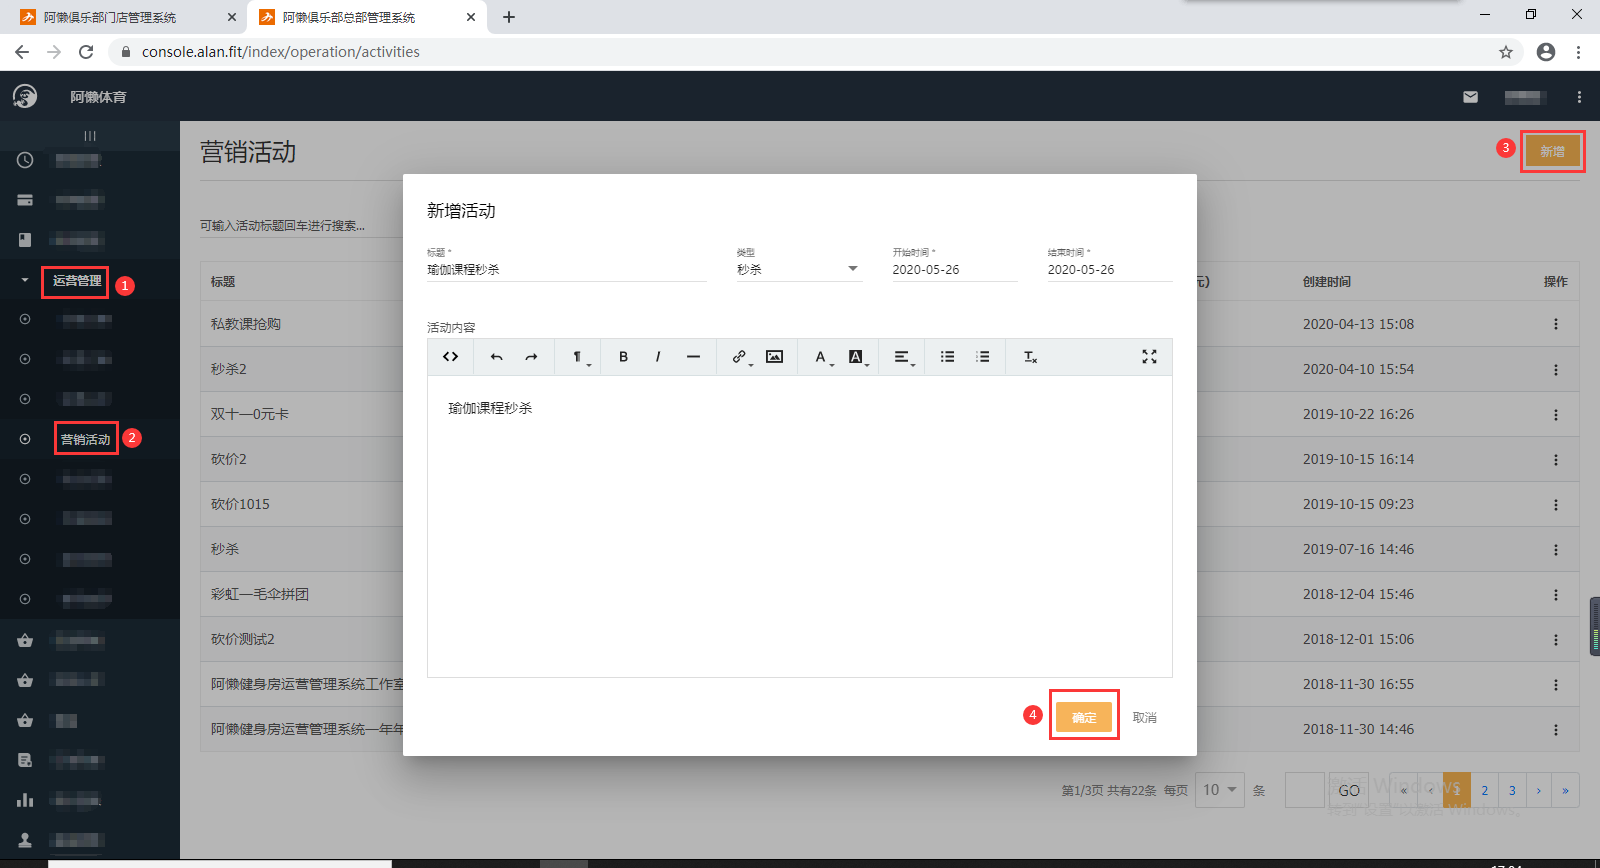 阿懒俱乐部门店管理系统
阿懒俱乐部总部管理系统
console.alan.fit/index/operation/activities
阿懒体育
营销活动
3
新增
可输入活动标题回车进行搜索...
运营管理
1
营销活动
2
标题
元)
创建时间
操作
私教课抢购
2020-04-13 15:08
秒杀2
2020-04-10 15:54
双十一0元卡
2019-10-22 16:26
砍价2
2019-10-15 16:14
砍价1015
2019-10-15 09:23
秒杀
2019-07-16 14:46
彩虹一毛伞拼团
2018-12-04 15:46
砍价测试2
2018-12-01 15:06
阿懒健身房运营管理系统工作室
2018-11-30 16:55
阿懒健身房运营管理系统一年年
2018-11-30 14:46
新增活动
标题 *
瑜伽课程秒杀
类型
秒杀
开始时间 *
2020-05-26
结束时间 *
2020-05-26
活动内容
瑜伽课程秒杀
4
确定
取消
第1/3页 共有22条 每页
10
条
GO
« ‹ 1 2 3 › »
激活 Windows
转到"设置"以激活 Windows。